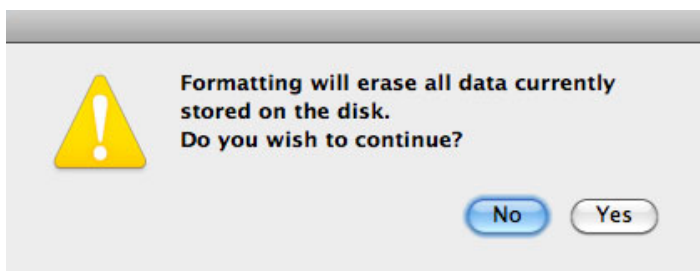 Formatting will erase all data currently
stored on the disk.
Do you wish to continue?
No Yes